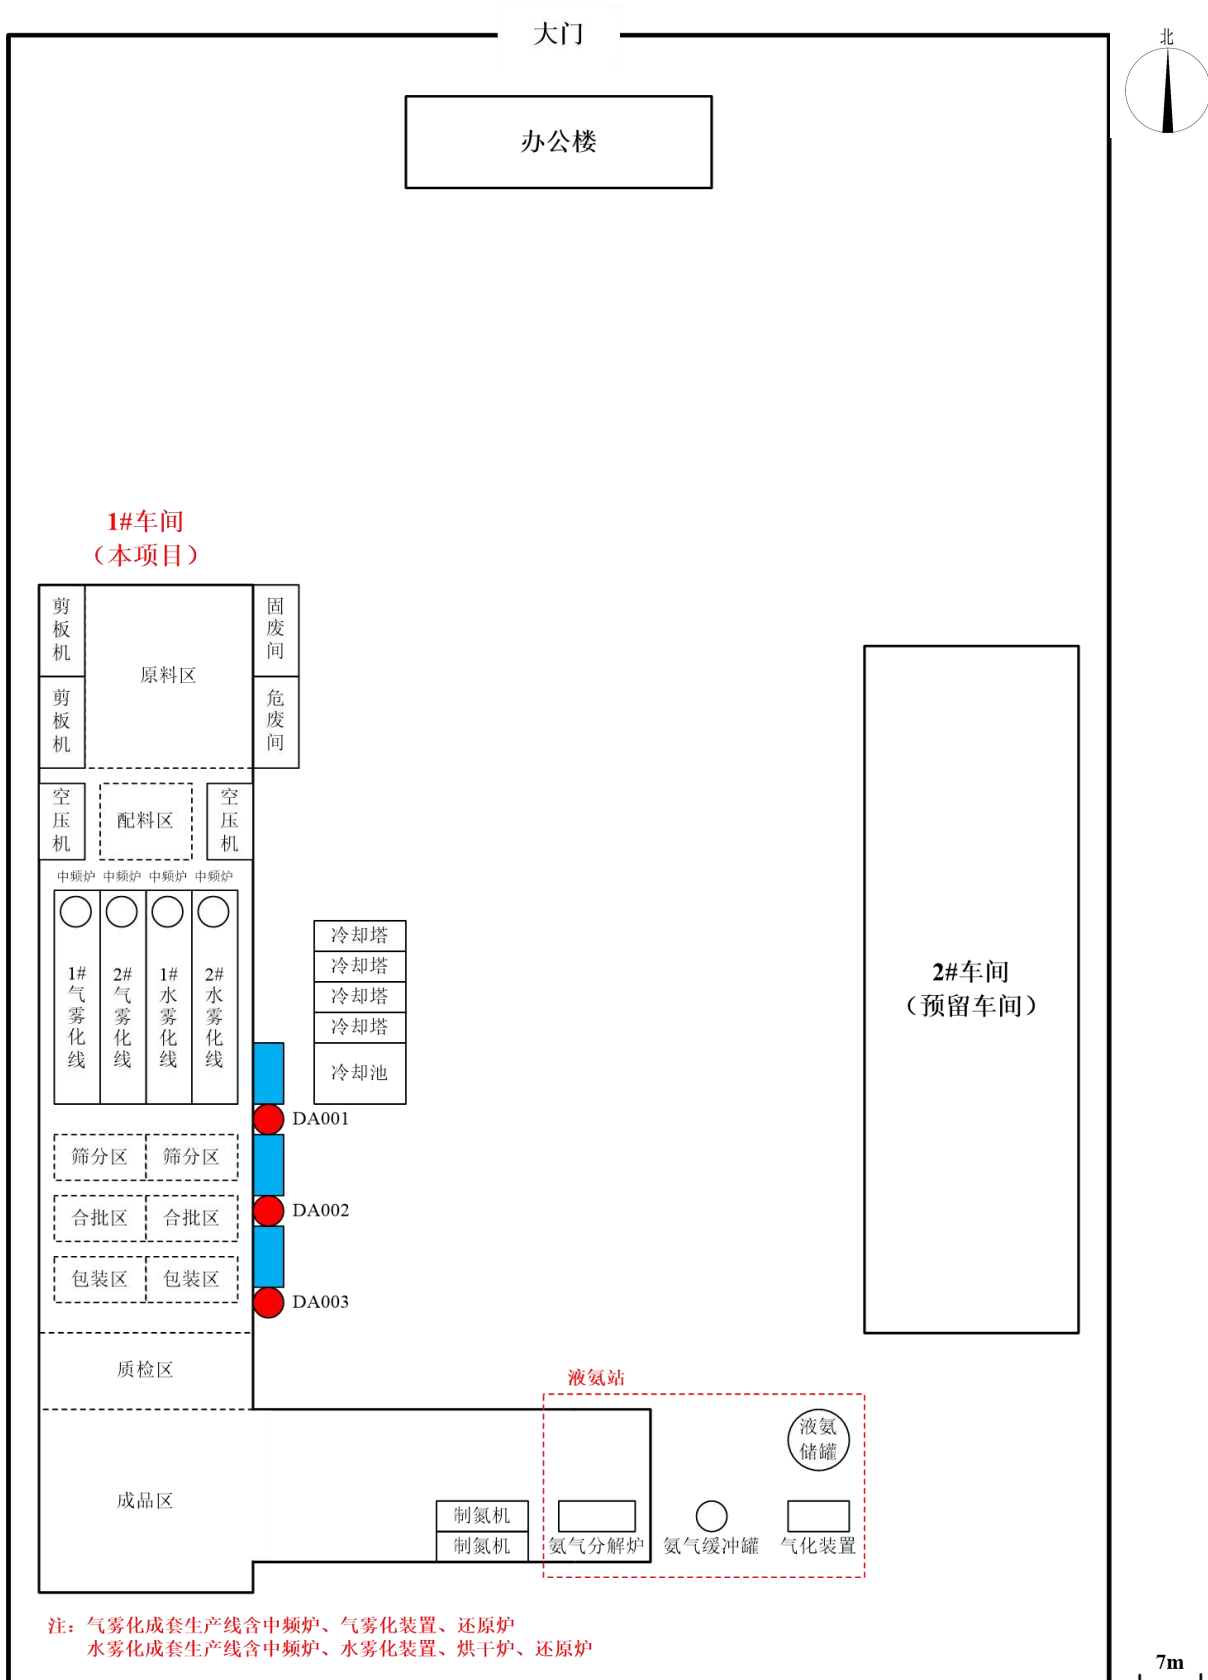 大门
北
办公楼
1#车间
（本项目）
剪板机
原料区
固废间
剪板机
危废间
空压机
配料区
空压机
中频炉 中频炉 中频炉 中频炉
1#气雾化线
2#气雾化线
1#水雾化线
2#水雾化线
冷却塔
冷却塔
冷却塔
冷却塔
冷却池
2#车间
（预留车间）
DA001
筛分区 筛分区
DA002
合批区 合批区
包装区 包装区
DA003
质检区
液氨站
液氨
储罐
成品区
制氮机
制氮机
氨气分解炉
氨气缓冲罐
气化装置
注：气雾化成套生产线含中频炉、气雾化装置、还原炉
水雾化成套生产线含中频炉、水雾化装置、烘干炉、还原炉
7m